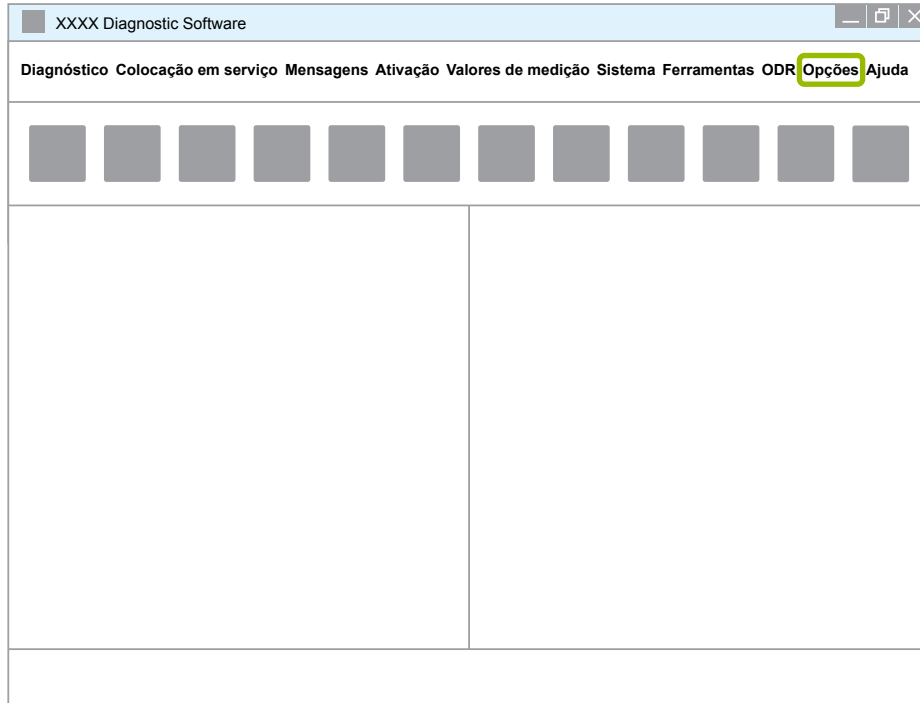 XXXX Diagnostic Software
Diagnóstico Colocação em serviço Mensagens Ativação Valores de medição Sistema Ferramentas ODR Opções Ajuda